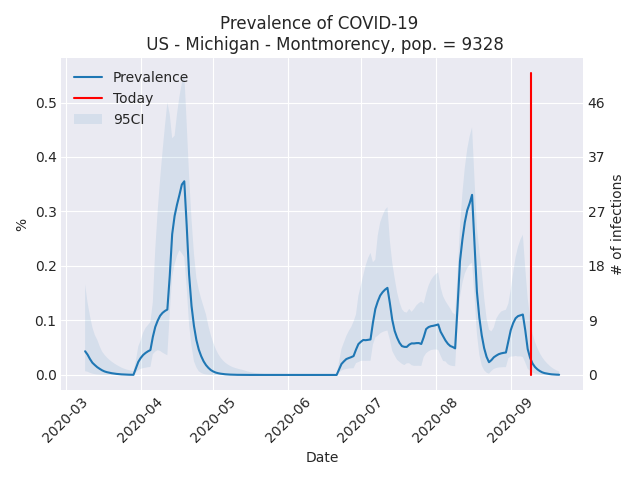 Prevalence of COVID-19
US - Michigan - Montmorency, pop. = 9328
Prevalence
Today
95CI
0.5
0.4
0.3
0.2
0.1
0.0
%
46
37
27
18
9
0
# of infections
2020-03
2020-04
2020-05
2020-06
2020-07
2020-08
2020-09
Date